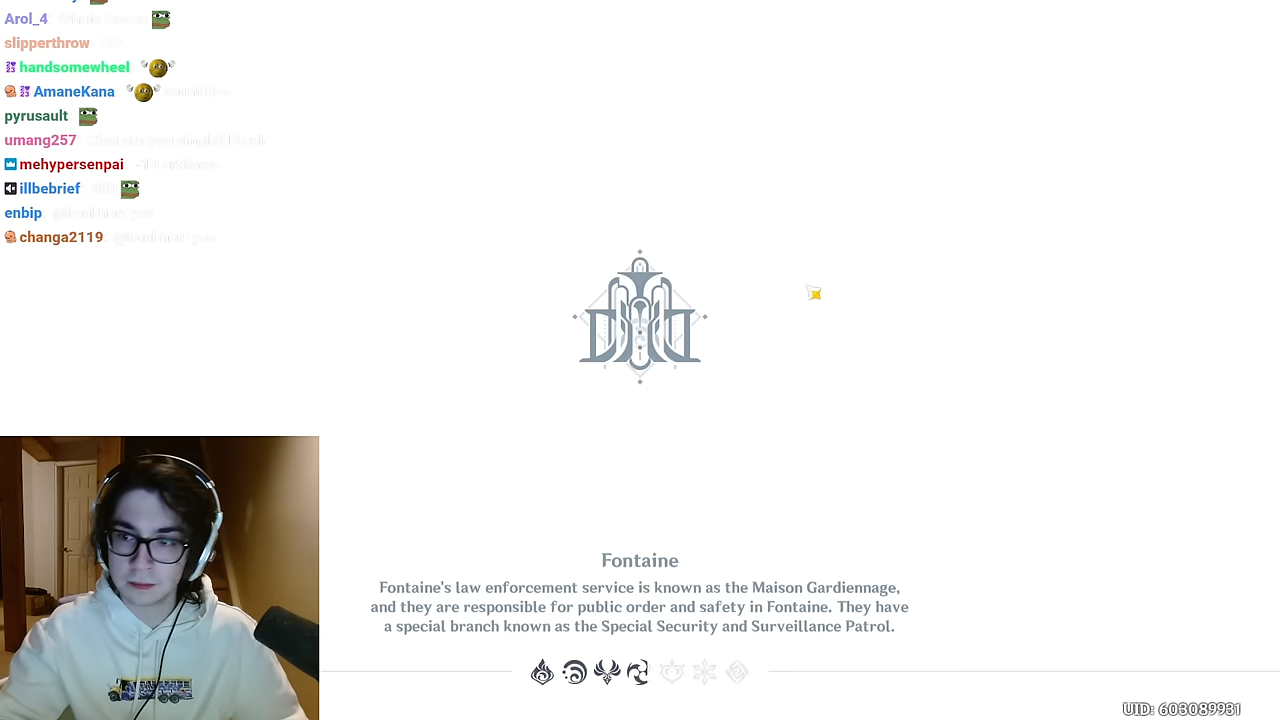 Arol_4
slipperthrow
handsomewheel
AmaneKana
pyrusault
umang257
mehypersenpai
illbebrief
enbip
changa2119
Fontaine
Fontaine's law enforcement service is known as the Maison Gardiennage,
and they are responsible for public order and safety in Fontaine. They have
a special branch known as the Special Security and Surveillance Patrol.
UID: 603089931